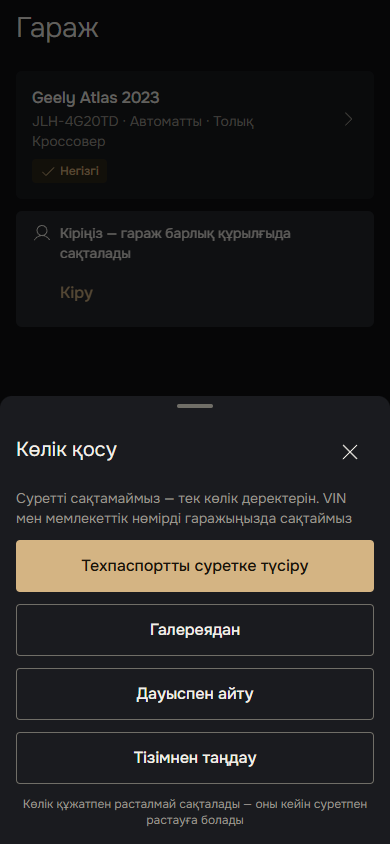 Гараж
Geely Atlas 2023
JLH-4G20TD · Автоматты · Толық
Кроссовер
Негізгі
Кіріңіз — гараж барлық құрылғыда
сақталады
Кіру
Көлік қосу
Суретті сақтамаймыз — тек көлік деректерін. VIN
мен мемлекеттік нөмірді гаражыңызда сақтаймыз
Техпаспортты суретке түсіру
Галереядан
Дауыспен айту
Тізімнен таңдау
Көлік құжатпен расталмай сақталады — оны кейін суретпен
растауға болады